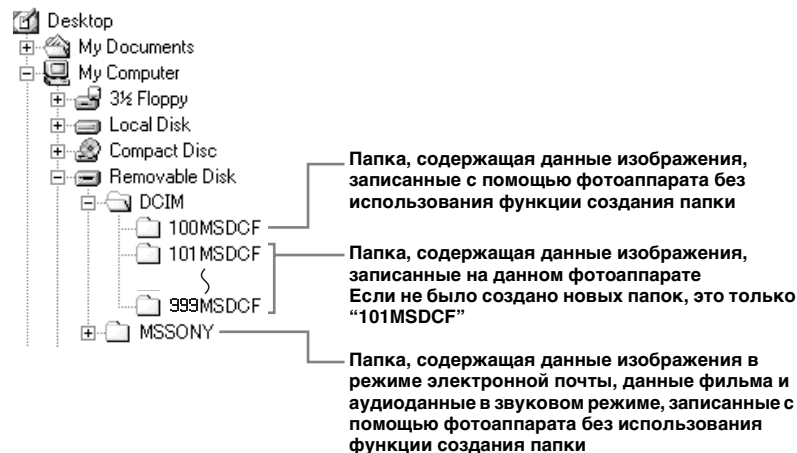 Desktop
My Documents
My Computer
3½ Floppy
Local Disk
Compact Disc
Removable Disk
DCIM
100MSDCF
101MSDCF
999MSDCF
MSSONY
Папка, содержащая данные изображения,
записанные с помощью фотоаппарата без
использования функции создания папки
Папка, содержащая данные изображения,
записанные на данном фотоаппарате
Если не было создано новых папок, это только
“101MSDCF”
Папка, содержащая данные изображения в
режиме электронной почты, данные фильма и
аудиоданные в звуковом режиме, записанные с
помощью фотоаппарата без использования
функции создания папки